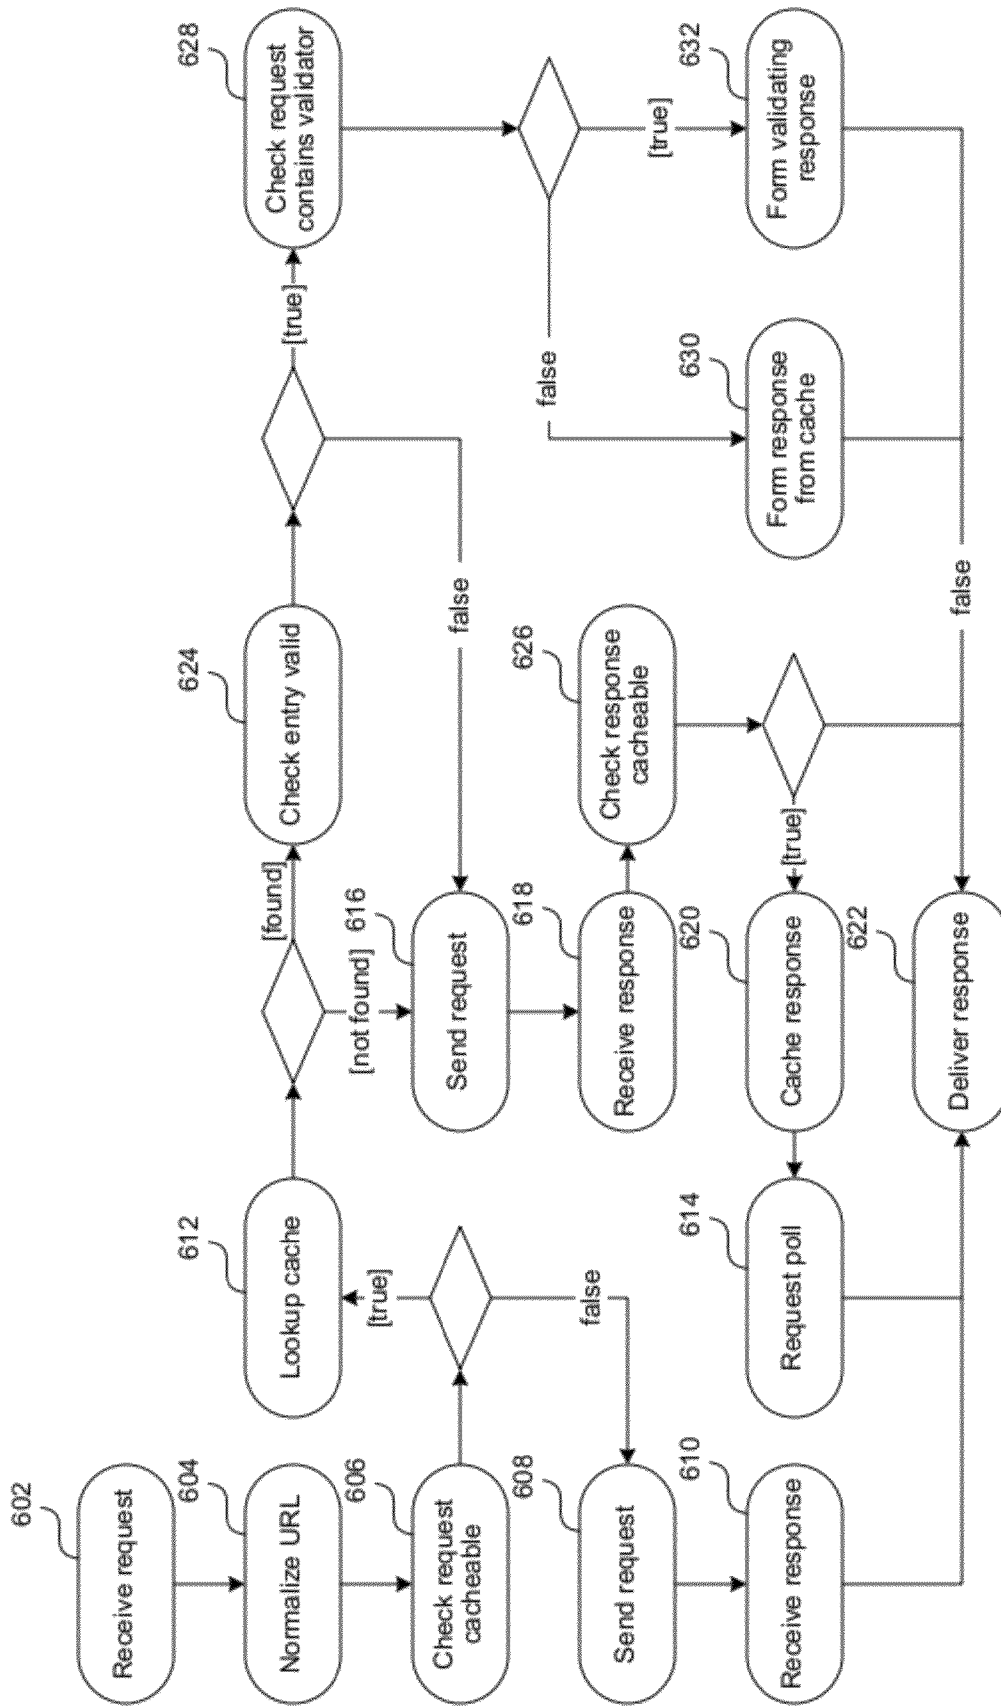 602
Receive request
604
Normalize URL
606
Check request
cacheable
608
Send request
610
Receive response
612
Lookup cache
[true]
false
614
Request poll
[found]
[not found]
616
Send request
618
Receive response
620
Cache response
622
Deliver response
624
Check entry valid
[true]
false
626
Check response
cacheable
[true]
false
628
Check request
contains validator
[true]
false
630
Form response
from cache
632
Form validating
response